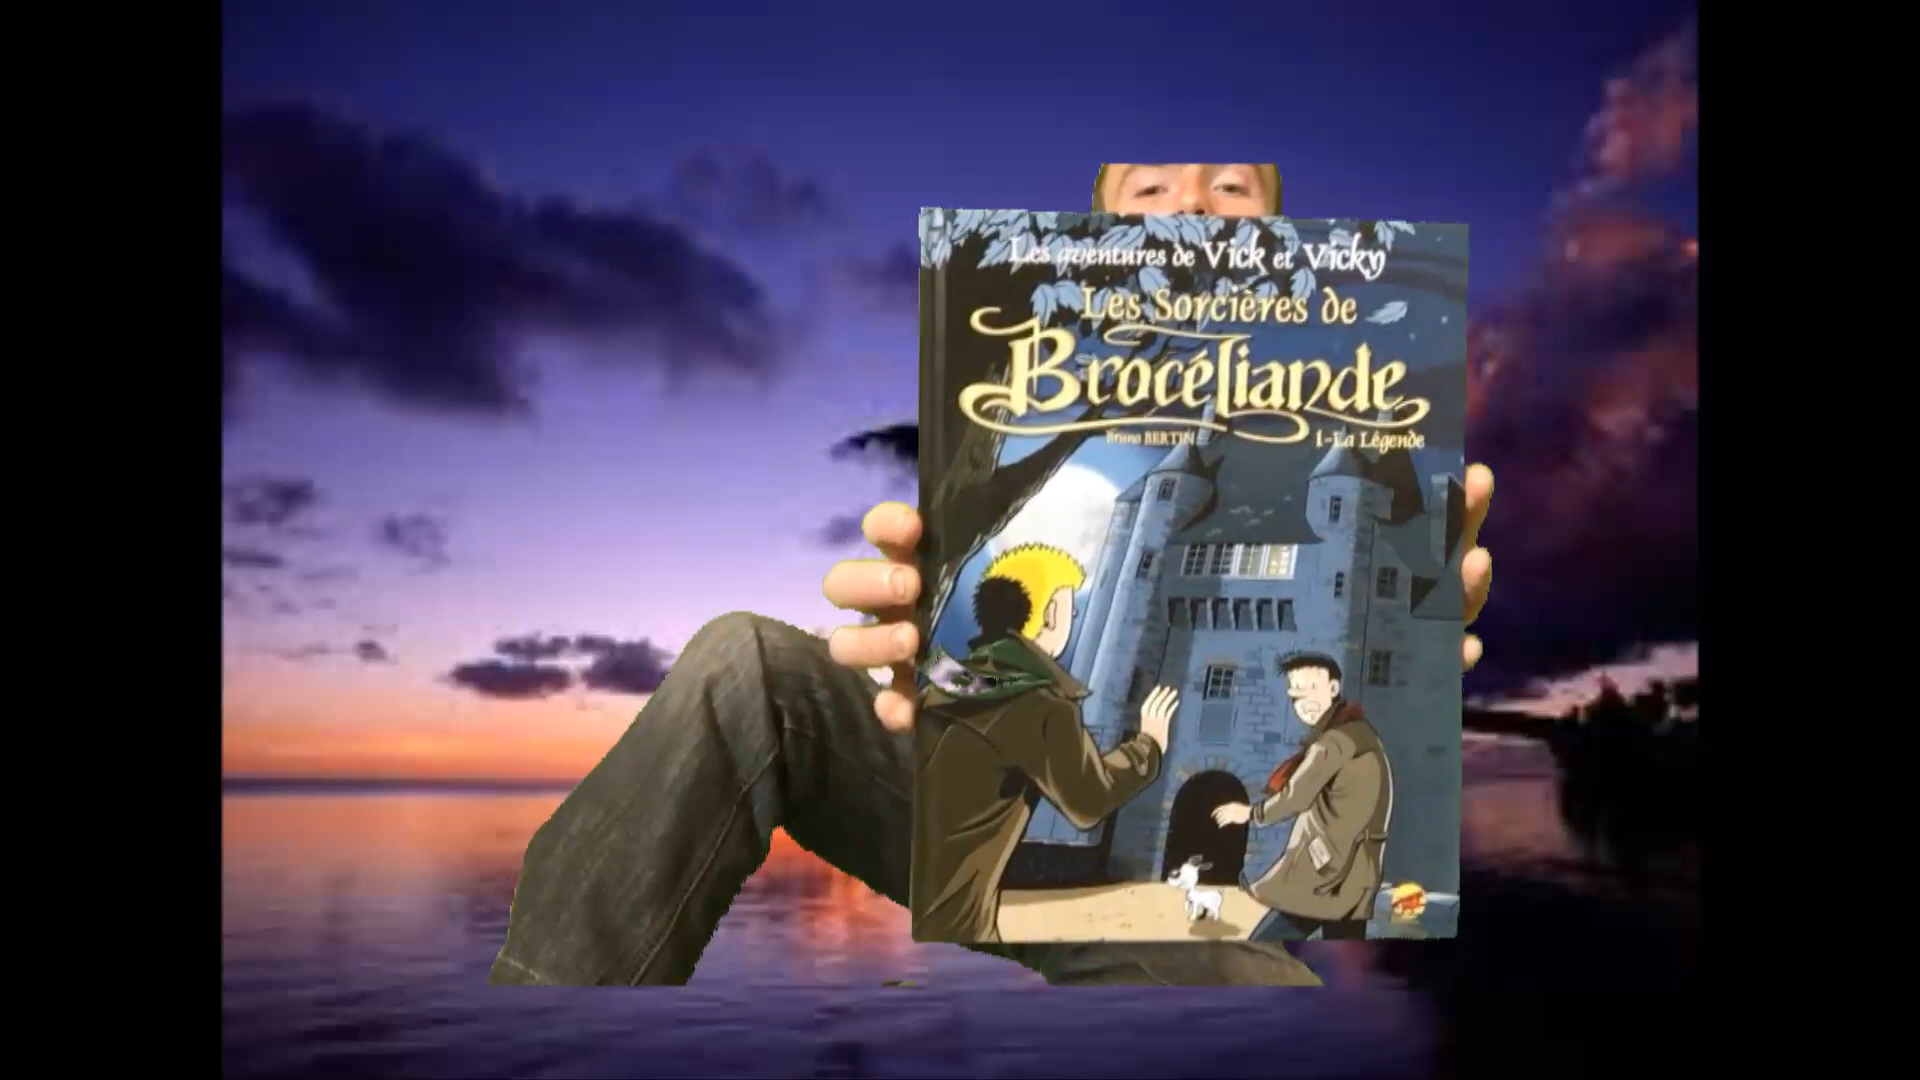 Les aventures de Vick et Vicky
Les Sorcières de
Brocéliande
Bruno BERTIN
1-La Légende